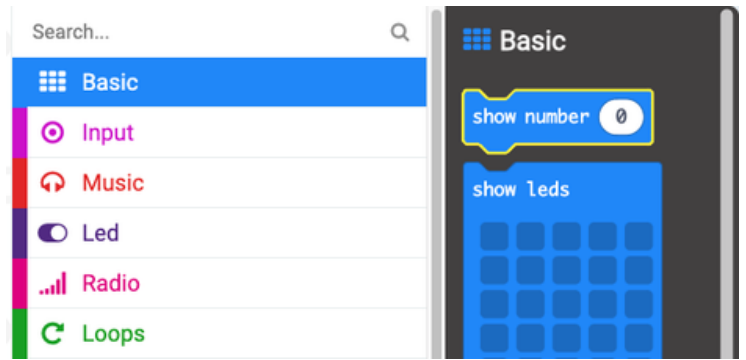 Search...
Basic
Input
Music
Led
Radio
Loops
Basic
show number 0
show leds